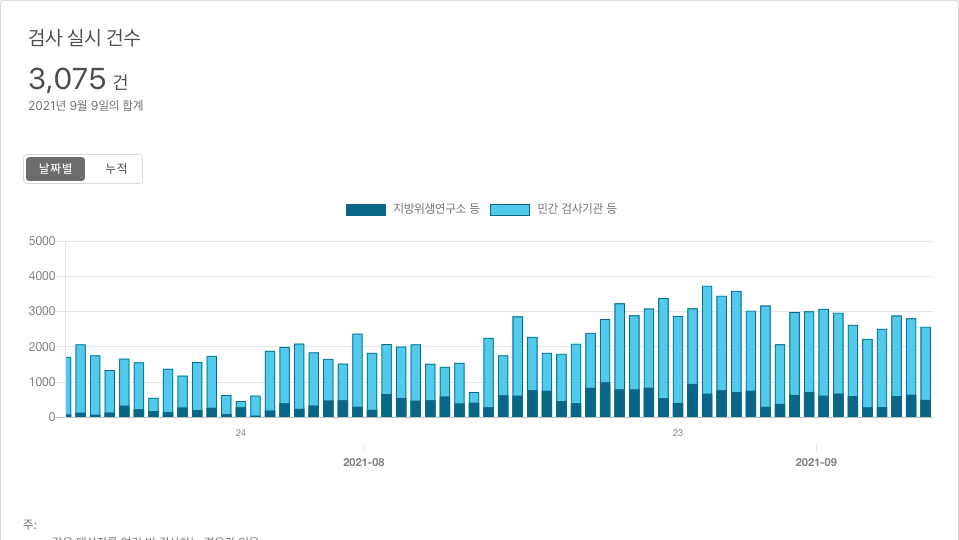 검사 실시 건수
3,075 건
2021년 9월 9일의 합계
날짜별 누적
지방위생연구소 등 민간 검사기관 등
5000
4000
3000
2000
1000
0
24 23
2021-08 2021-09
주: